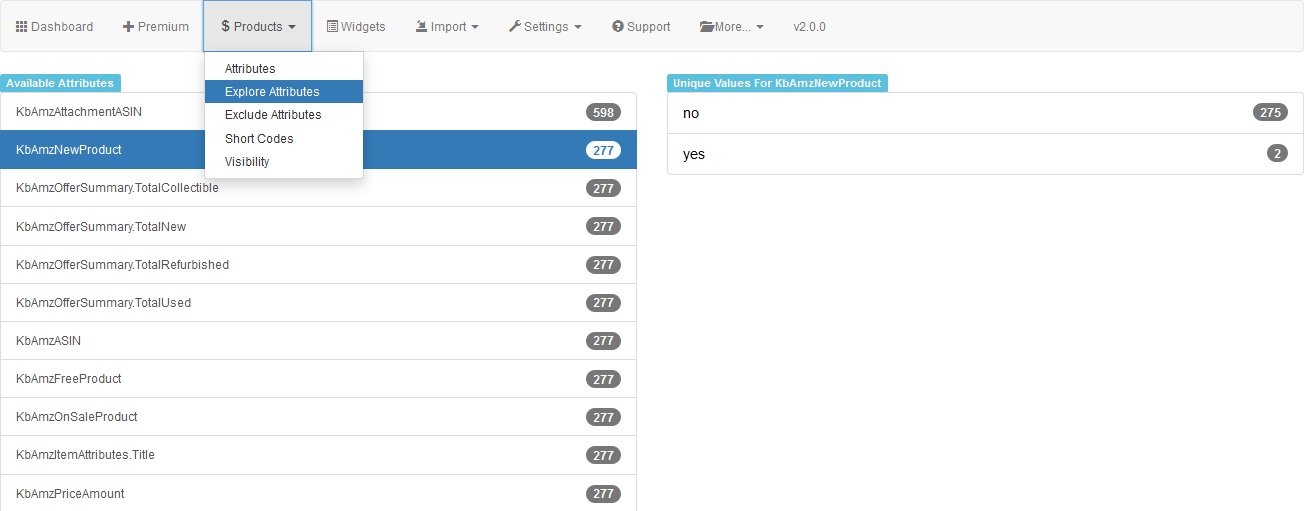 Dashboard Premium $ Products Widgets Import Settings Support More... v2.0.0
Attributes
Explore Attributes
Exclude Attributes
Short Codes
Visibility
Available Attributes
KbAmzAttachmentASIN 598
KbAmzNewProduct 277
KbAmzOfferSummary.TotalCollectible 277
KbAmzOfferSummary.TotalNew 277
KbAmzOfferSummary.TotalRefurbished 277
KbAmzOfferSummary.TotalUsed 277
KbAmzASIN 277
KbAmzFreeProduct 277
KbAmzOnSaleProduct 277
KbAmzItemAttributes.Title 277
KbAmzPriceAmount 277
Unique Values For KbAmzNewProduct
no 275
yes 2